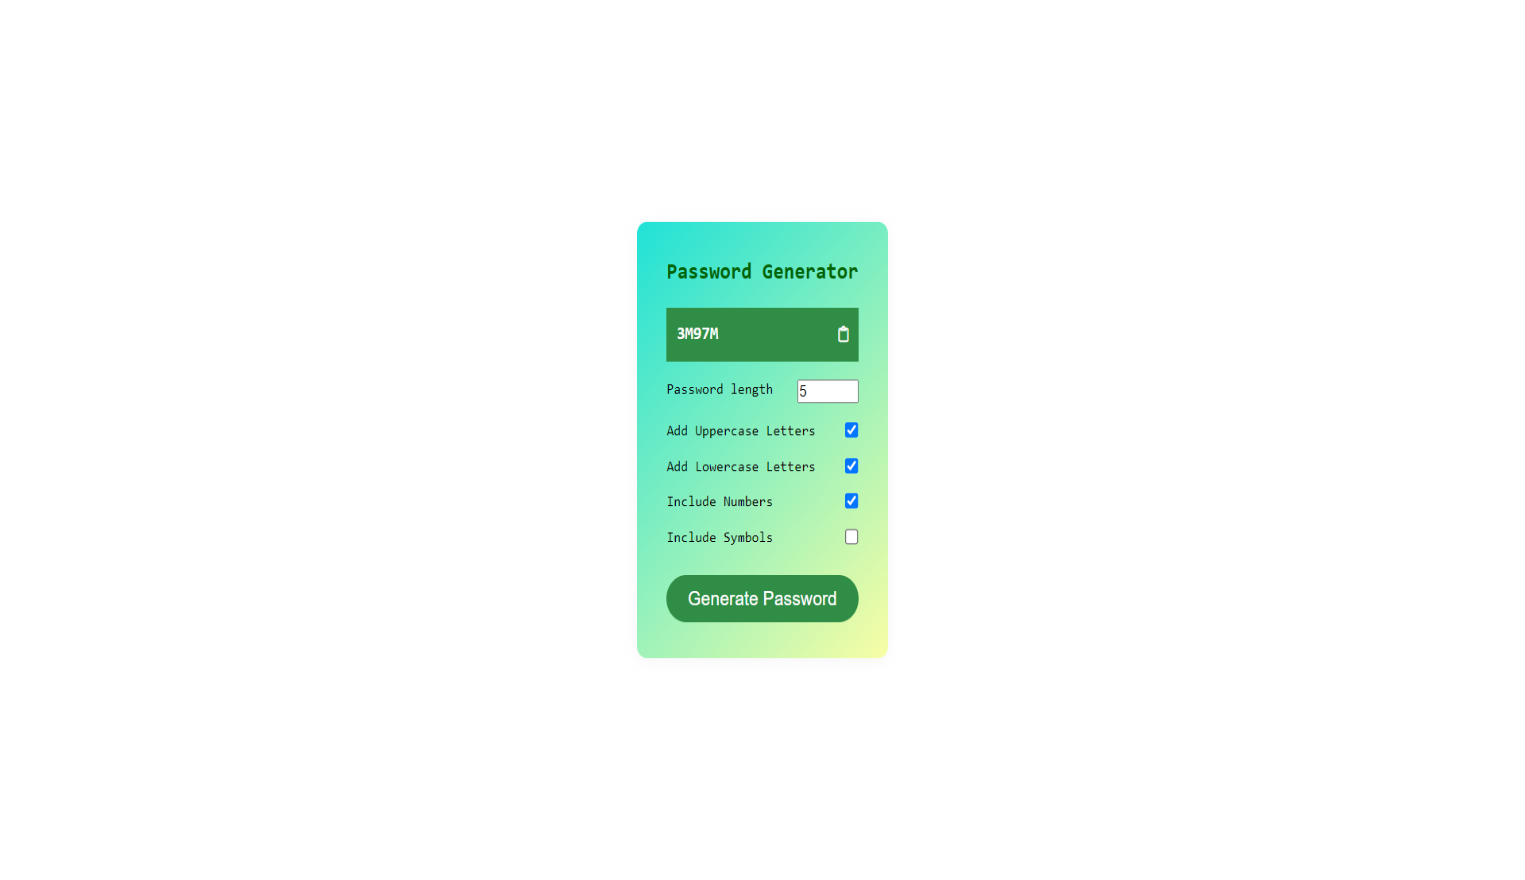 Password Generator
3M97M
Password length 5
Add Uppercase Letters
Add Lowercase Letters
Include Numbers
Include Symbols
Generate Password